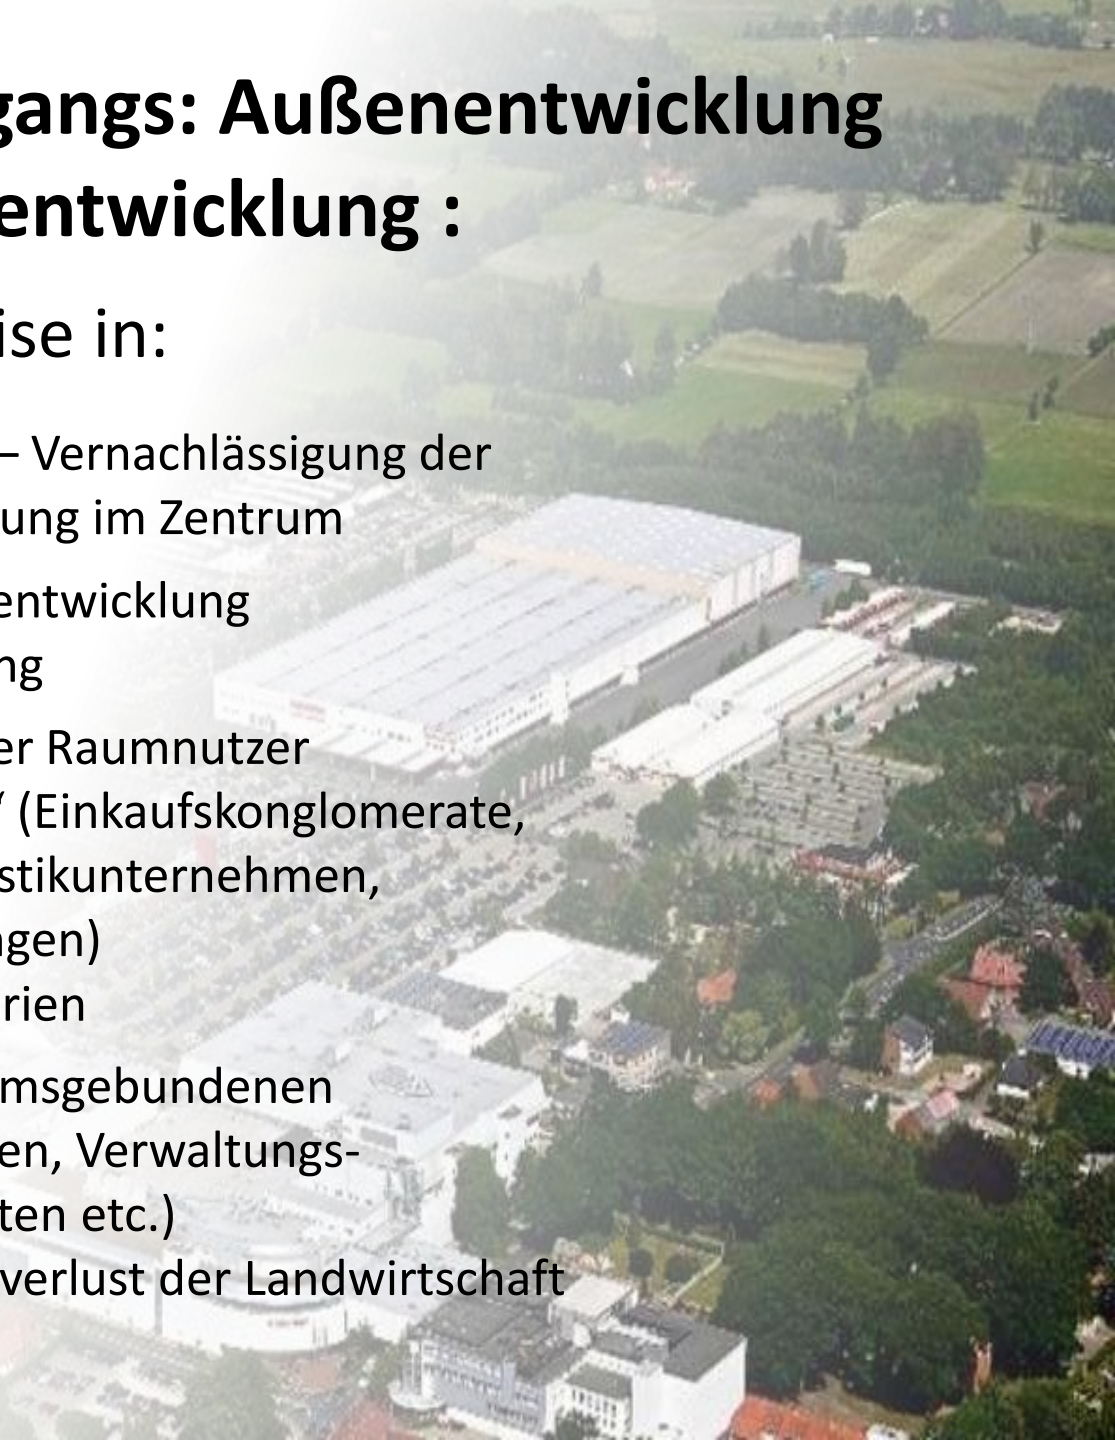 gangs: Außenentwicklung
entwicklung :
ise in:
– Vernachlässigung der
ung im Zentrum
entwicklung
ng
er Raumnutzer
“ (Einkaufskonglomerate,
stikunternehmen,
ngen)
rien
msgebundenen
en, Verwaltungs-
ten etc.)
verlust der Landwirtschaft